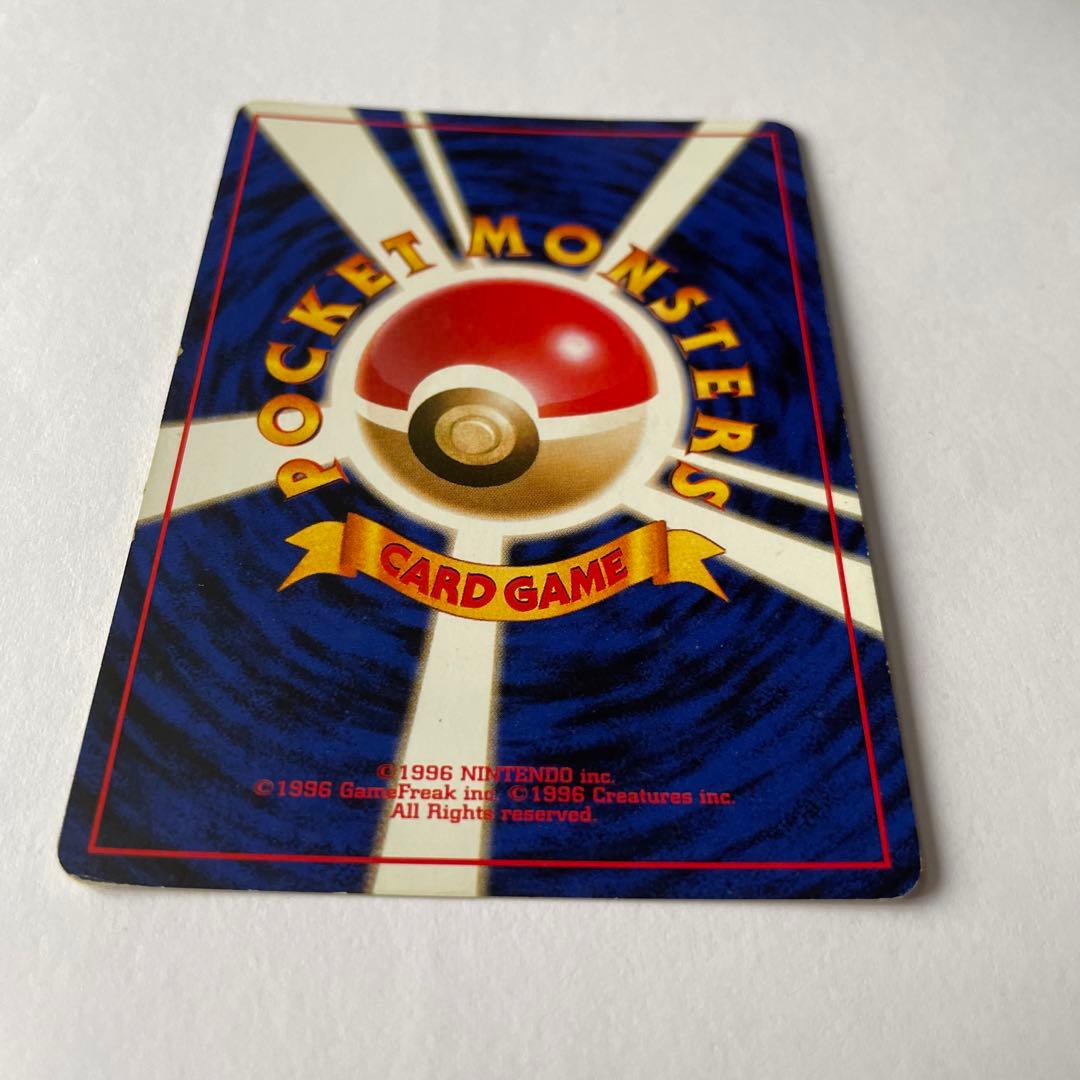 POCKET MONSTERS
CARD GAME
©1996 NINTENDO inc.
©1996 GameFreak inc. ©1996 Creatures inc.
All Rights reserved.